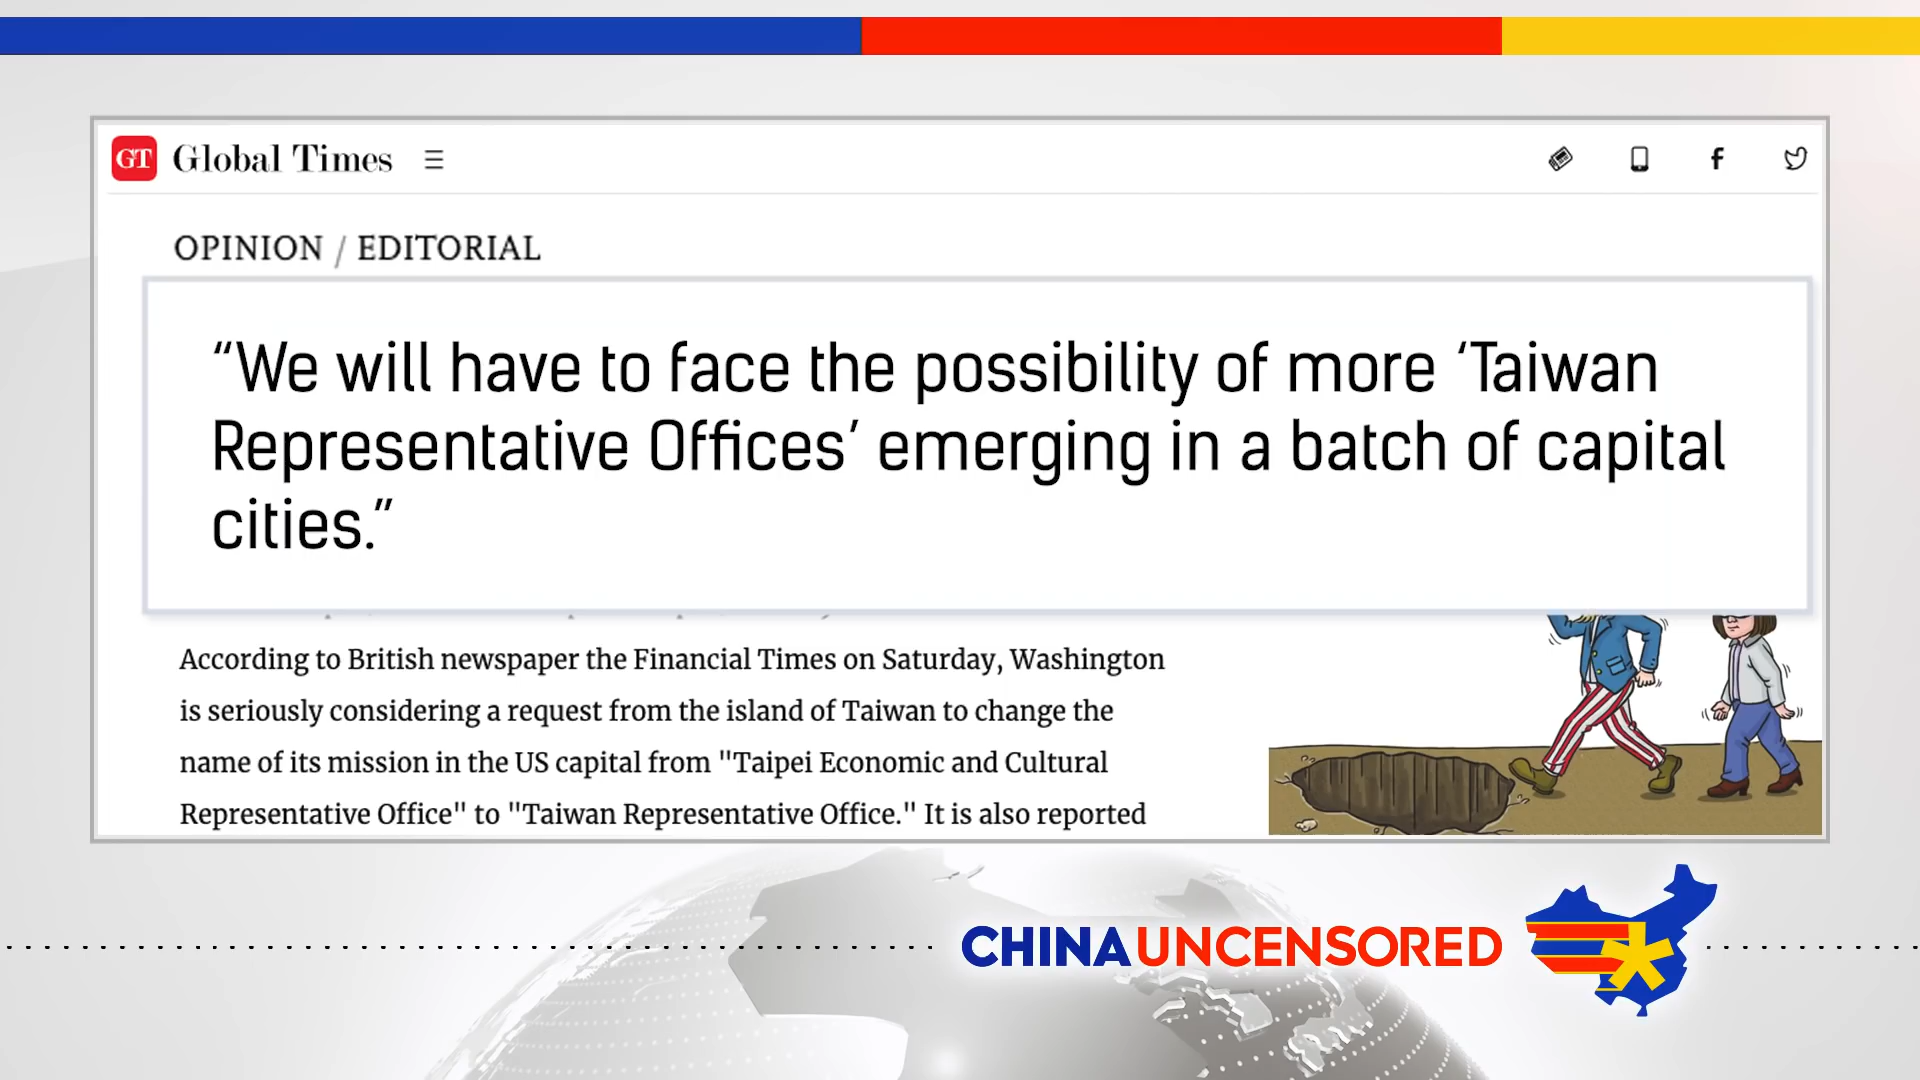 GT Global Times
OPINION / EDITORIAL
“We will have to face the possibility of more ‘Taiwan
Representative Offices’ emerging in a batch of capital
cities.”
According to British newspaper the Financial Times on Saturday, Washington
is seriously considering a request from the island of Taiwan to change the
name of its mission in the US capital from "Taipei Economic and Cultural
Representative Office" to "Taiwan Representative Office." It is also reported
CHINAUNCENSORED